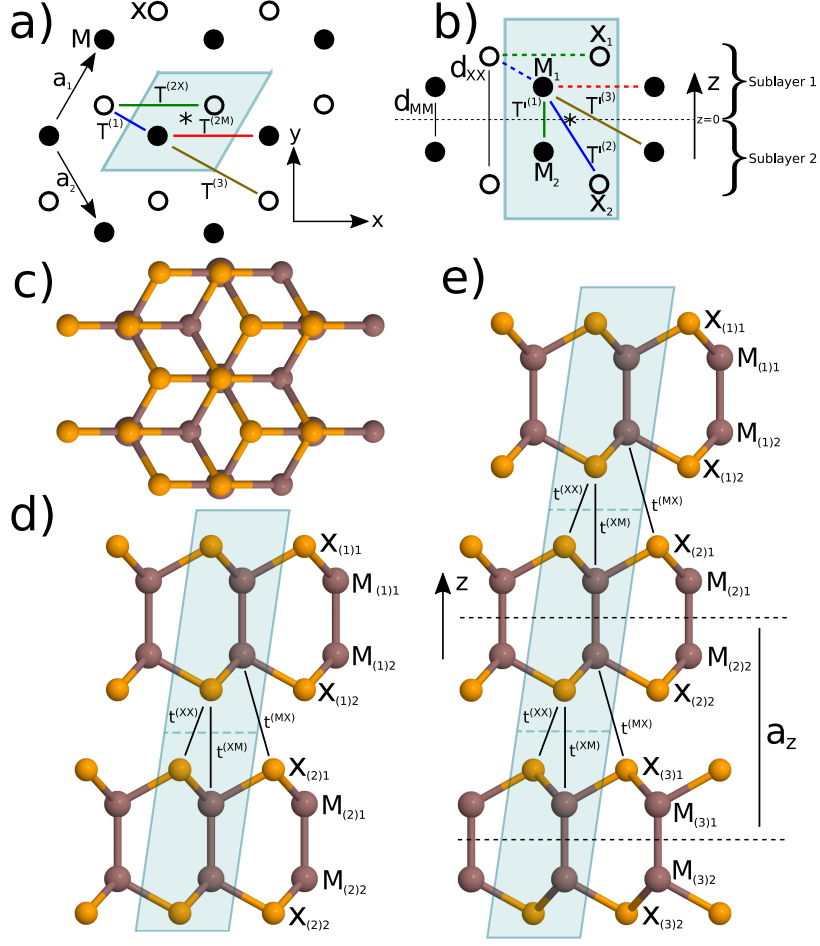 a)
X
M
a₁
T⁽²ˣ⁾
T⁽¹⁾
*
T⁽²ᴹ⁾
a₂
T⁽³⁾
y
x
b)
X₁
dXX
M₁
dMM
T'⁽¹⁾
*
T'⁽³⁾
T'⁽²⁾
M₂
X₂
z
z=0
Sublayer 1
Sublayer 2
c)
d)
X₍₁₎₁
M₍₁₎₁
M₍₁₎₂
X₍₁₎₂
t⁽ˣˣ⁾
t⁽ˣᴹ⁾
t⁽ᴹˣ⁾
X₍₂₎₁
M₍₂₎₁
M₍₂₎₂
X₍₂₎₂
e)
X₍₁₎₁
M₍₁₎₁
M₍₁₎₂
X₍₁₎₂
t⁽ˣˣ⁾
t⁽ˣᴹ⁾
t⁽ᴹˣ⁾
X₍₂₎₁
M₍₂₎₁
z
M₍₂₎₂
X₍₂₎₂
t⁽ˣˣ⁾
t⁽ˣᴹ⁾
t⁽ᴹˣ⁾
az
X₍₃₎₁
M₍₃₎₁
M₍₃₎₂
X₍₃₎₂